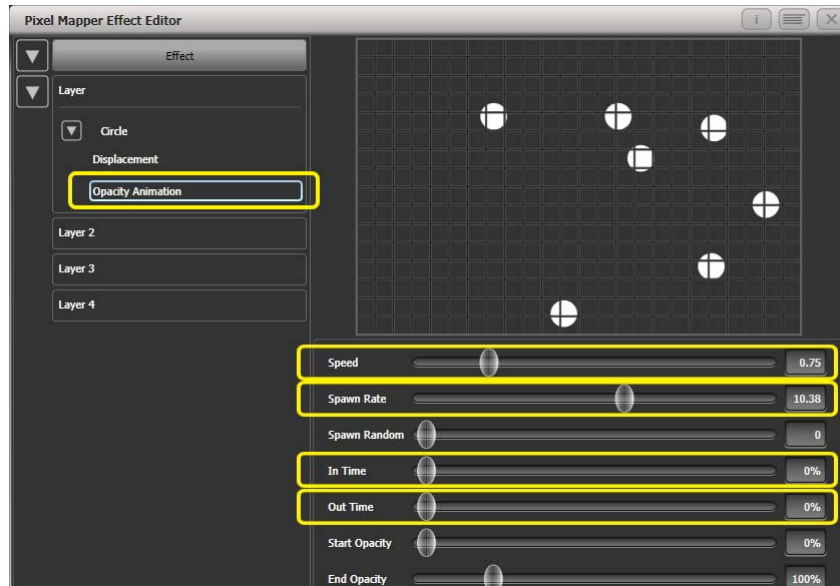 Pixel Mapper Effect Editor
i
X
Effect
Layer
Circle
Displacement
Opacity Animation
Layer 2
Layer 3
Layer 4
Speed 0.75
Spawn Rate 10.38
Spawn Random 0
In Time 0%
Out Time 0%
Start Opacity 0%
End Opacity 100%